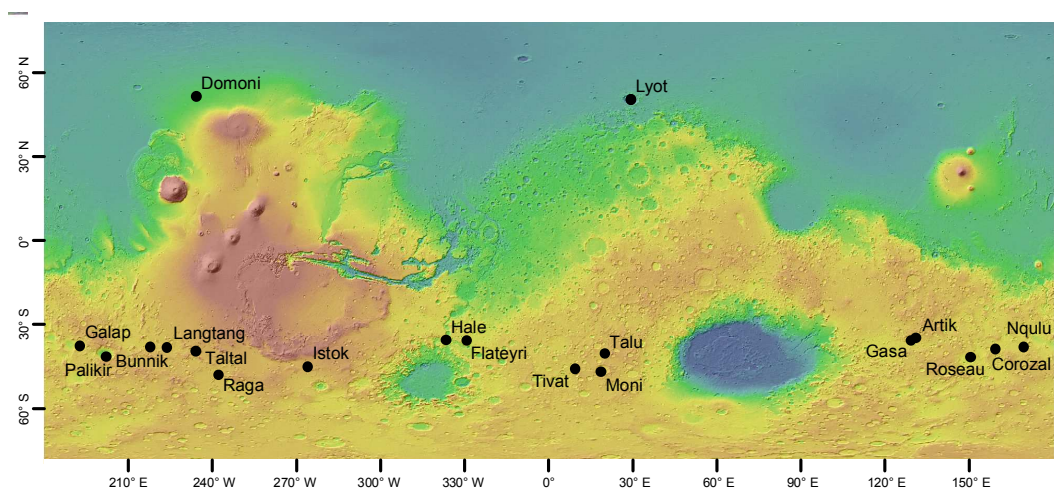 60° N
30° N
0°
30° S
60° S
Domoni
Lyot
Galap
Langtang
Palikir
Bunnik
Taltal
Raga
Istok
Hale
Flateyri
Talu
Tivat
Moni
Artik
Gasa
Nqulu
Roseau
Corozal
210° E
240° W
270° W
300° W
330° W
0°
30° E
60° E
90° E
120° E
150° E